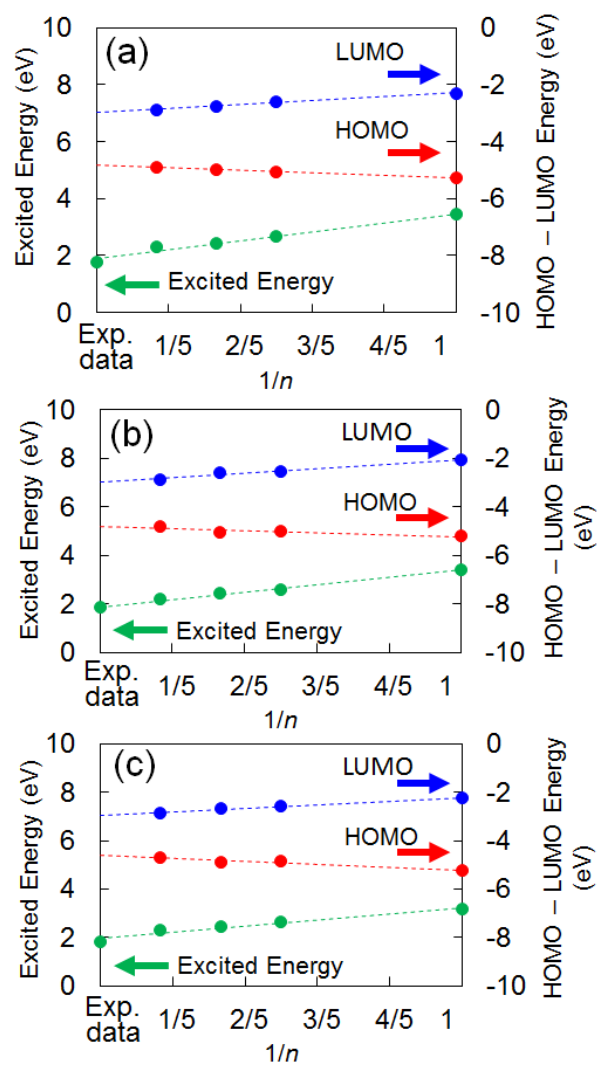 (a)
10
8
6
4
2
0
Excited Energy (eV)
LUMO
HOMO
Excited Energy
0
-2
-4
-6
-8
-10
HOMO – LUMO Energy (eV)
Exp.
data
1/5
2/5
3/5
4/5
1
1/n
(b)
10
8
6
4
2
0
Excited Energy (eV)
LUMO
HOMO
Excited Energy
0
-2
-4
-6
-8
-10
HOMO – LUMO Energy
(eV)
Exp.
data
1/5
2/5
3/5
4/5
1
1/n
(c)
10
8
6
4
2
0
Excited Energy (eV)
LUMO
HOMO
Excited Energy
0
-2
-4
-6
-8
-10
HOMO – LUMO Energy
(eV)
Exp.
data
1/5
2/5
3/5
4/5
1
1/n